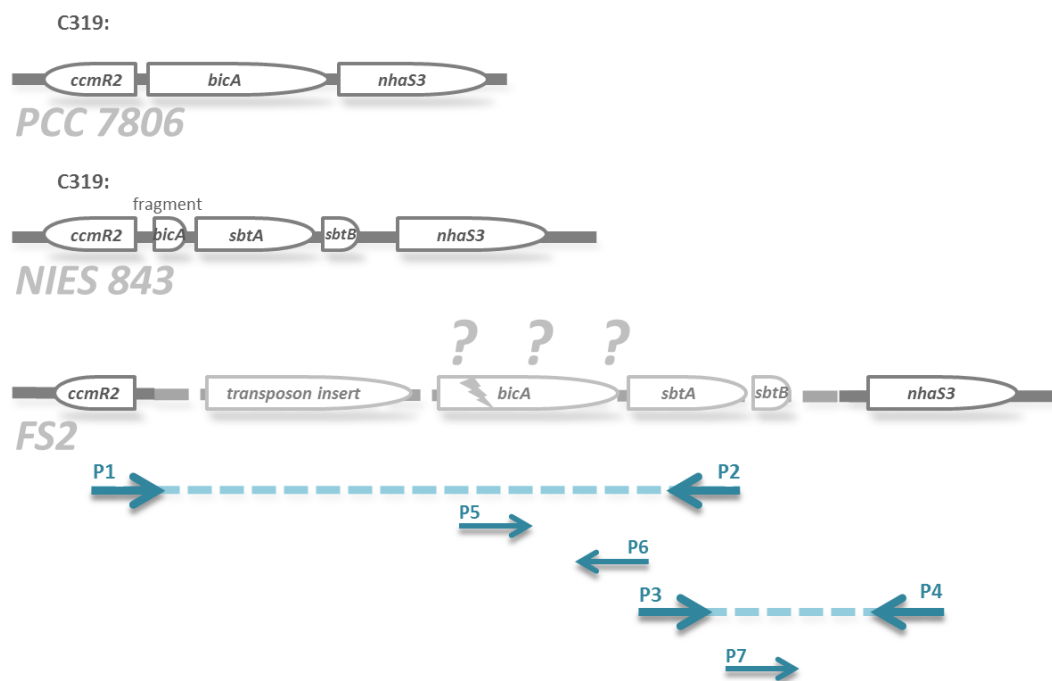 C319:
ccmR2 bicA nhaS3
PCC 7806
C319:
fragment
ccmR2 bicA sbtA sbtB nhaS3
NIES 843
? ? ?
ccmR2 transposon insert bicA sbtA sbtB nhaS3
FS2
P1 P2
P5
P6
P3 P4
P7